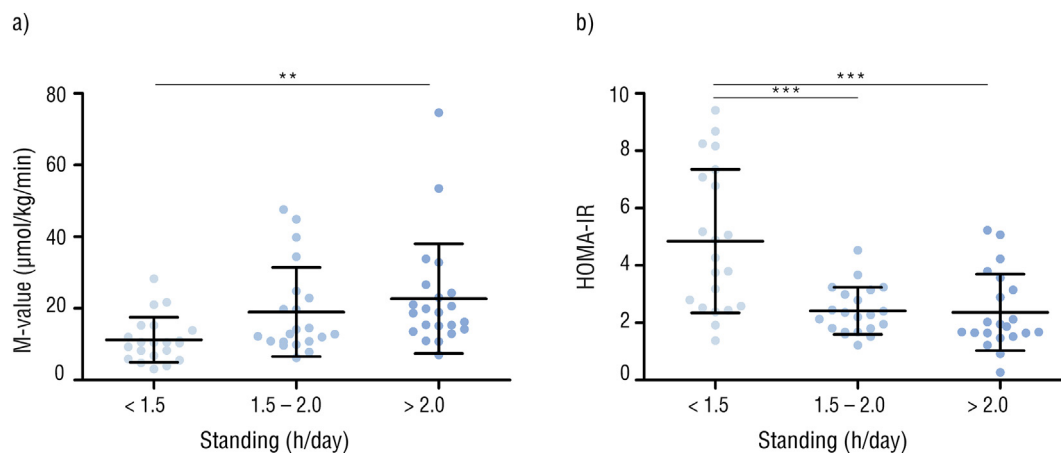 a)
**
80
60
40
20
0
M-value (µmol/kg/min)
< 1.5
1.5 – 2.0
> 2.0
Standing (h/day)
b)
***
***
10
8
6
4
2
0
HOMA-IR
< 1.5
1.5 – 2.0
> 2.0
Standing (h/day)